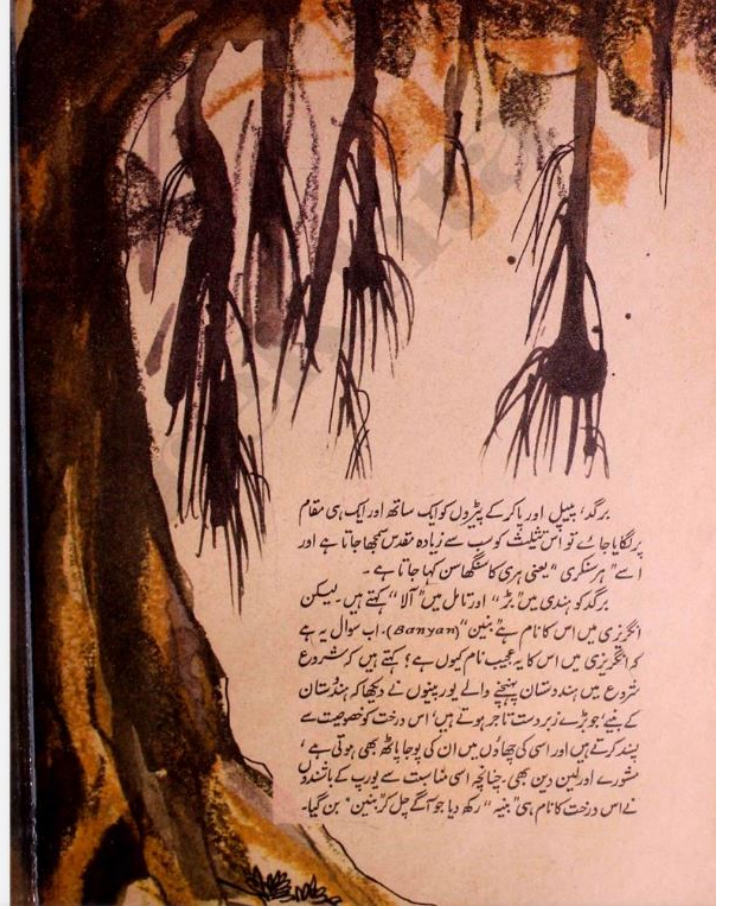 برگد، پیپل اور پاکر کے پیڑوں کو ایک ساتھ اور ایک ہی مقام
پر لگایا جائے تو اس تثلیث کو سب سے زیادہ مقدس سمجھا جاتا ہے اور
اسے "ہرسنکری" یعنی ہری کا سنگھاسن کہا جاتا ہے ۔
برگد کو ہندی میں "بڑ" اور تامل میں "آلا" کہتے ہیں ۔ لیکن
انگریزی میں اس کا نام ہے "بنین" (Banyan)۔ اب سوال یہ ہے
کہ انگریزی میں اس کا یہ عجیب نام کیوں ہے ؟ کہتے ہیں کہ شروع
شروع میں ہندوستان پہنچنے والے یورپینوں نے دیکھا کہ ہندُستان
کے بنیے، جو بڑے زبردست تاجر ہوتے ہیں، اس درخت کو خصوصیت سے
پسند کرتے ہیں اور اسی کی چھاؤں میں ان کی پوجا پاٹھ بھی ہوتی ہے ،
مشورے اور لین دین بھی۔ چنانچہ اسی مناسبت سے یورپ کے باشندوں
نے اس درخت کا نام ہی "بنیہ" رکھ دیا جو آگے چل کر "بنین" بن گیا۔